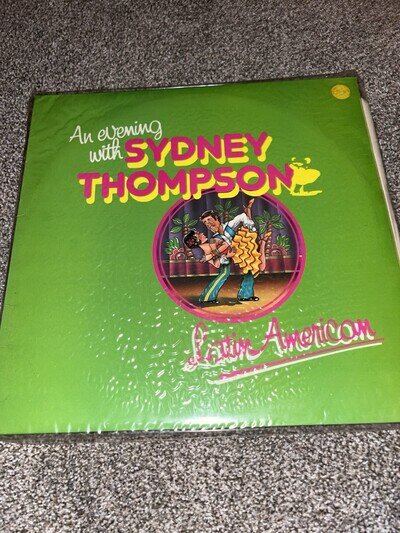 An evening
with SYDNEY
THOMPSON
Latin American